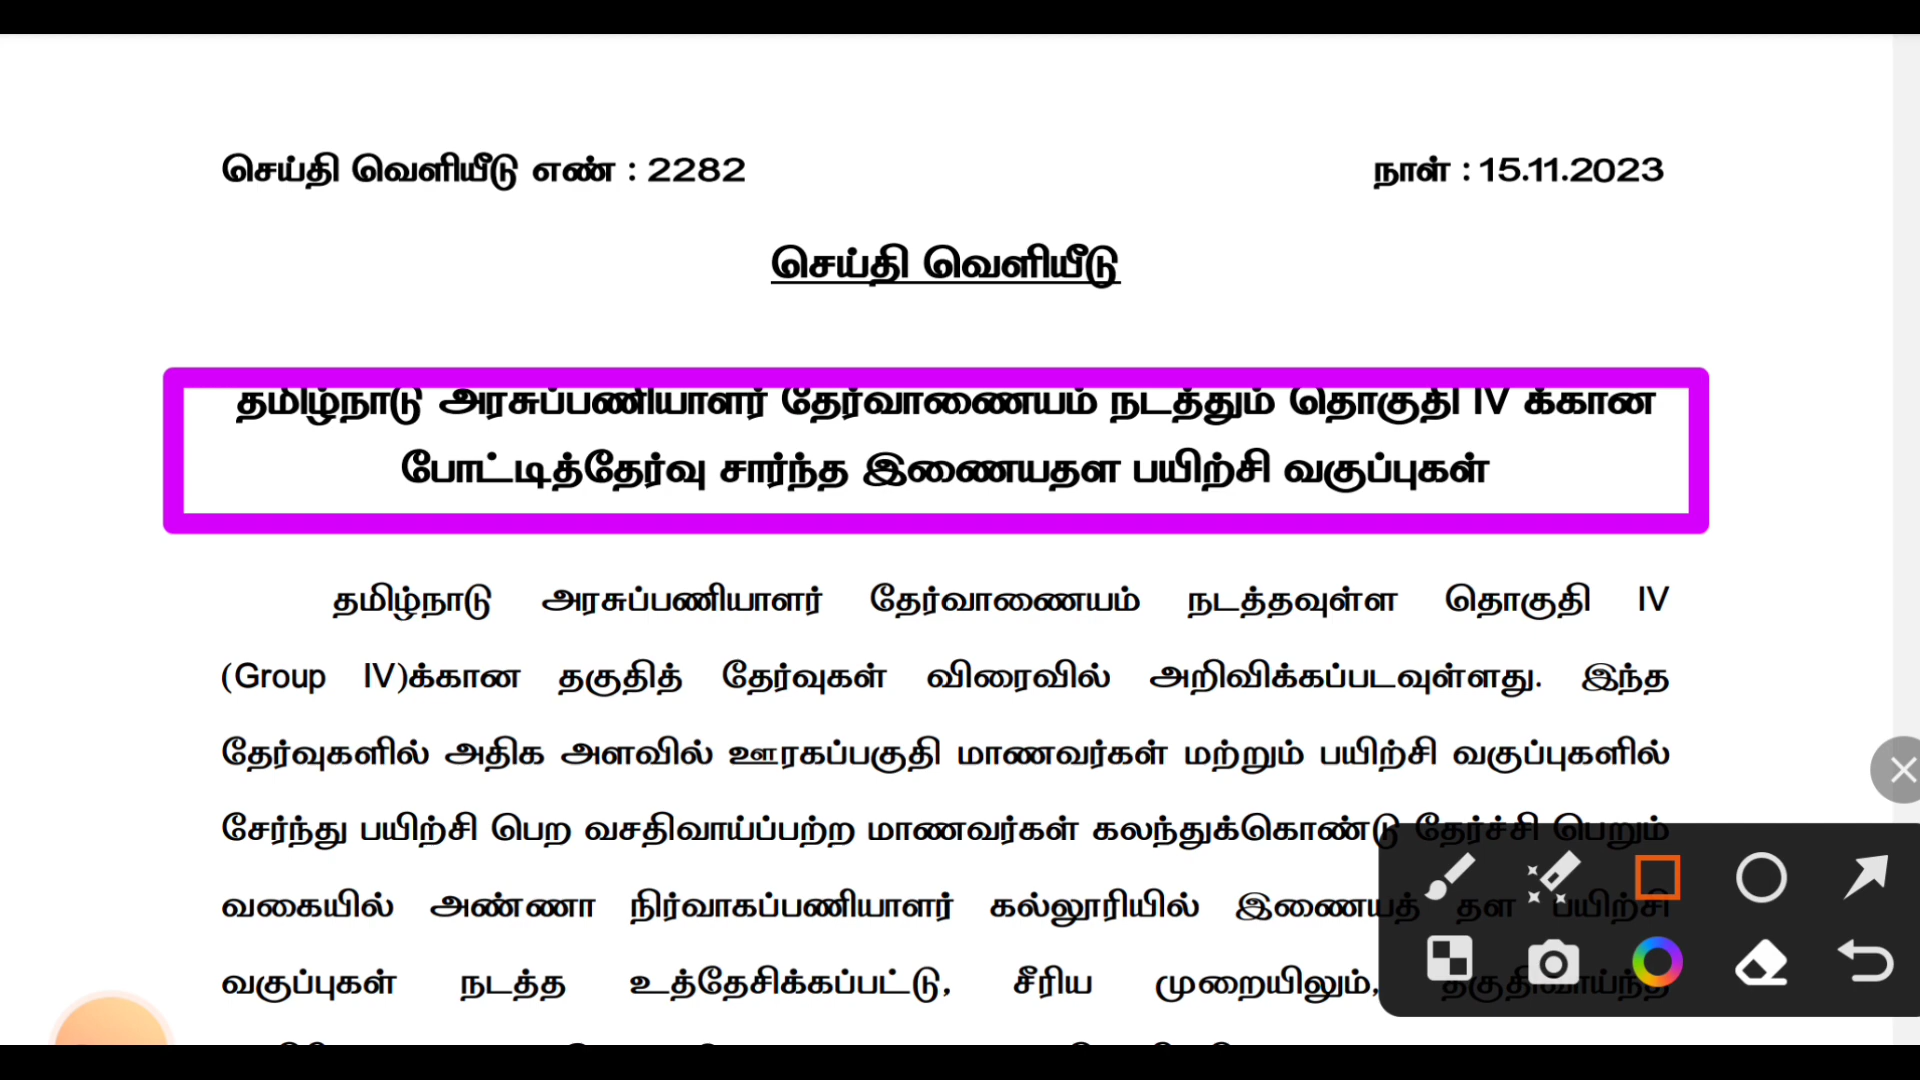 செய்தி வெளியீடு எண் : 2282
நாள் : 15.11.2023
செய்தி வெளியீடு
தமிழ்நாடு அரசுப்பணியாளர் தேர்வாணையம் நடத்தும் தொகுதி IV க்கான
போட்டித்தேர்வு சார்ந்த இணையதள பயிற்சி வகுப்புகள்
தமிழ்நாடு அரசுப்பணியாளர் தேர்வாணையம் நடத்தவுள்ள தொகுதி IV
(Group IV)க்கான தகுதித் தேர்வுகள் விரைவில் அறிவிக்கப்படவுள்ளது. இந்த
தேர்வுகளில் அதிக அளவில் ஊரகப்பகுதி மாணவர்கள் மற்றும் பயிற்சி வகுப்புகளில்
சேர்ந்து பயிற்சி பெற வசதிவாய்ப்பற்ற மாணவர்கள் கலந்துக்கொண்டு தேர்ச்சி பெறும்
வகையில் அண்ணா நிர்வாகப்பணியாளர் கல்லூரியில் இணையத் தள பயிற்சி
வகுப்புகள் நடத்த உத்தேசிக்கப்பட்டு, சீரிய முறையிலும், தகுதிவாய்ந்த